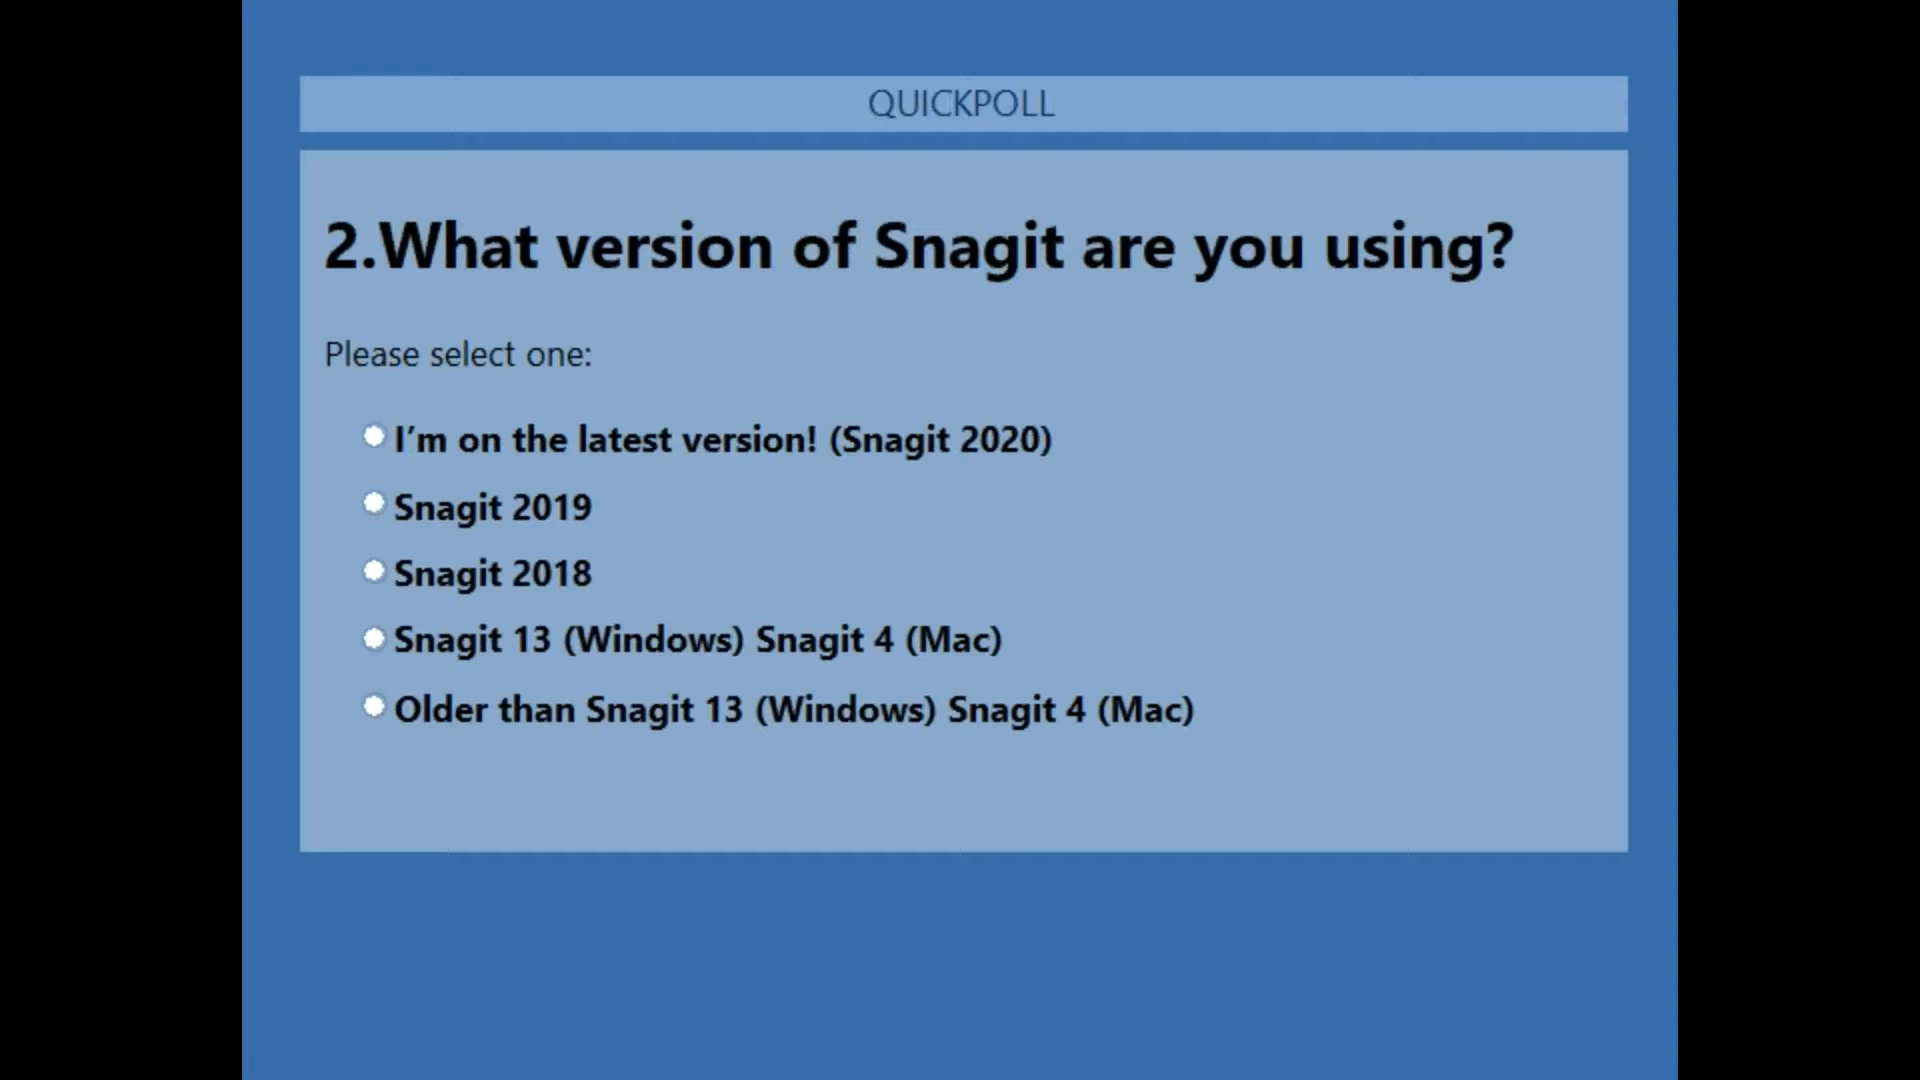 QUICKPOLL
2.What version of Snagit are you using?
Please select one:
I’m on the latest version! (Snagit 2020)
Snagit 2019
Snagit 2018
Snagit 13 (Windows) Snagit 4 (Mac)
Older than Snagit 13 (Windows) Snagit 4 (Mac)